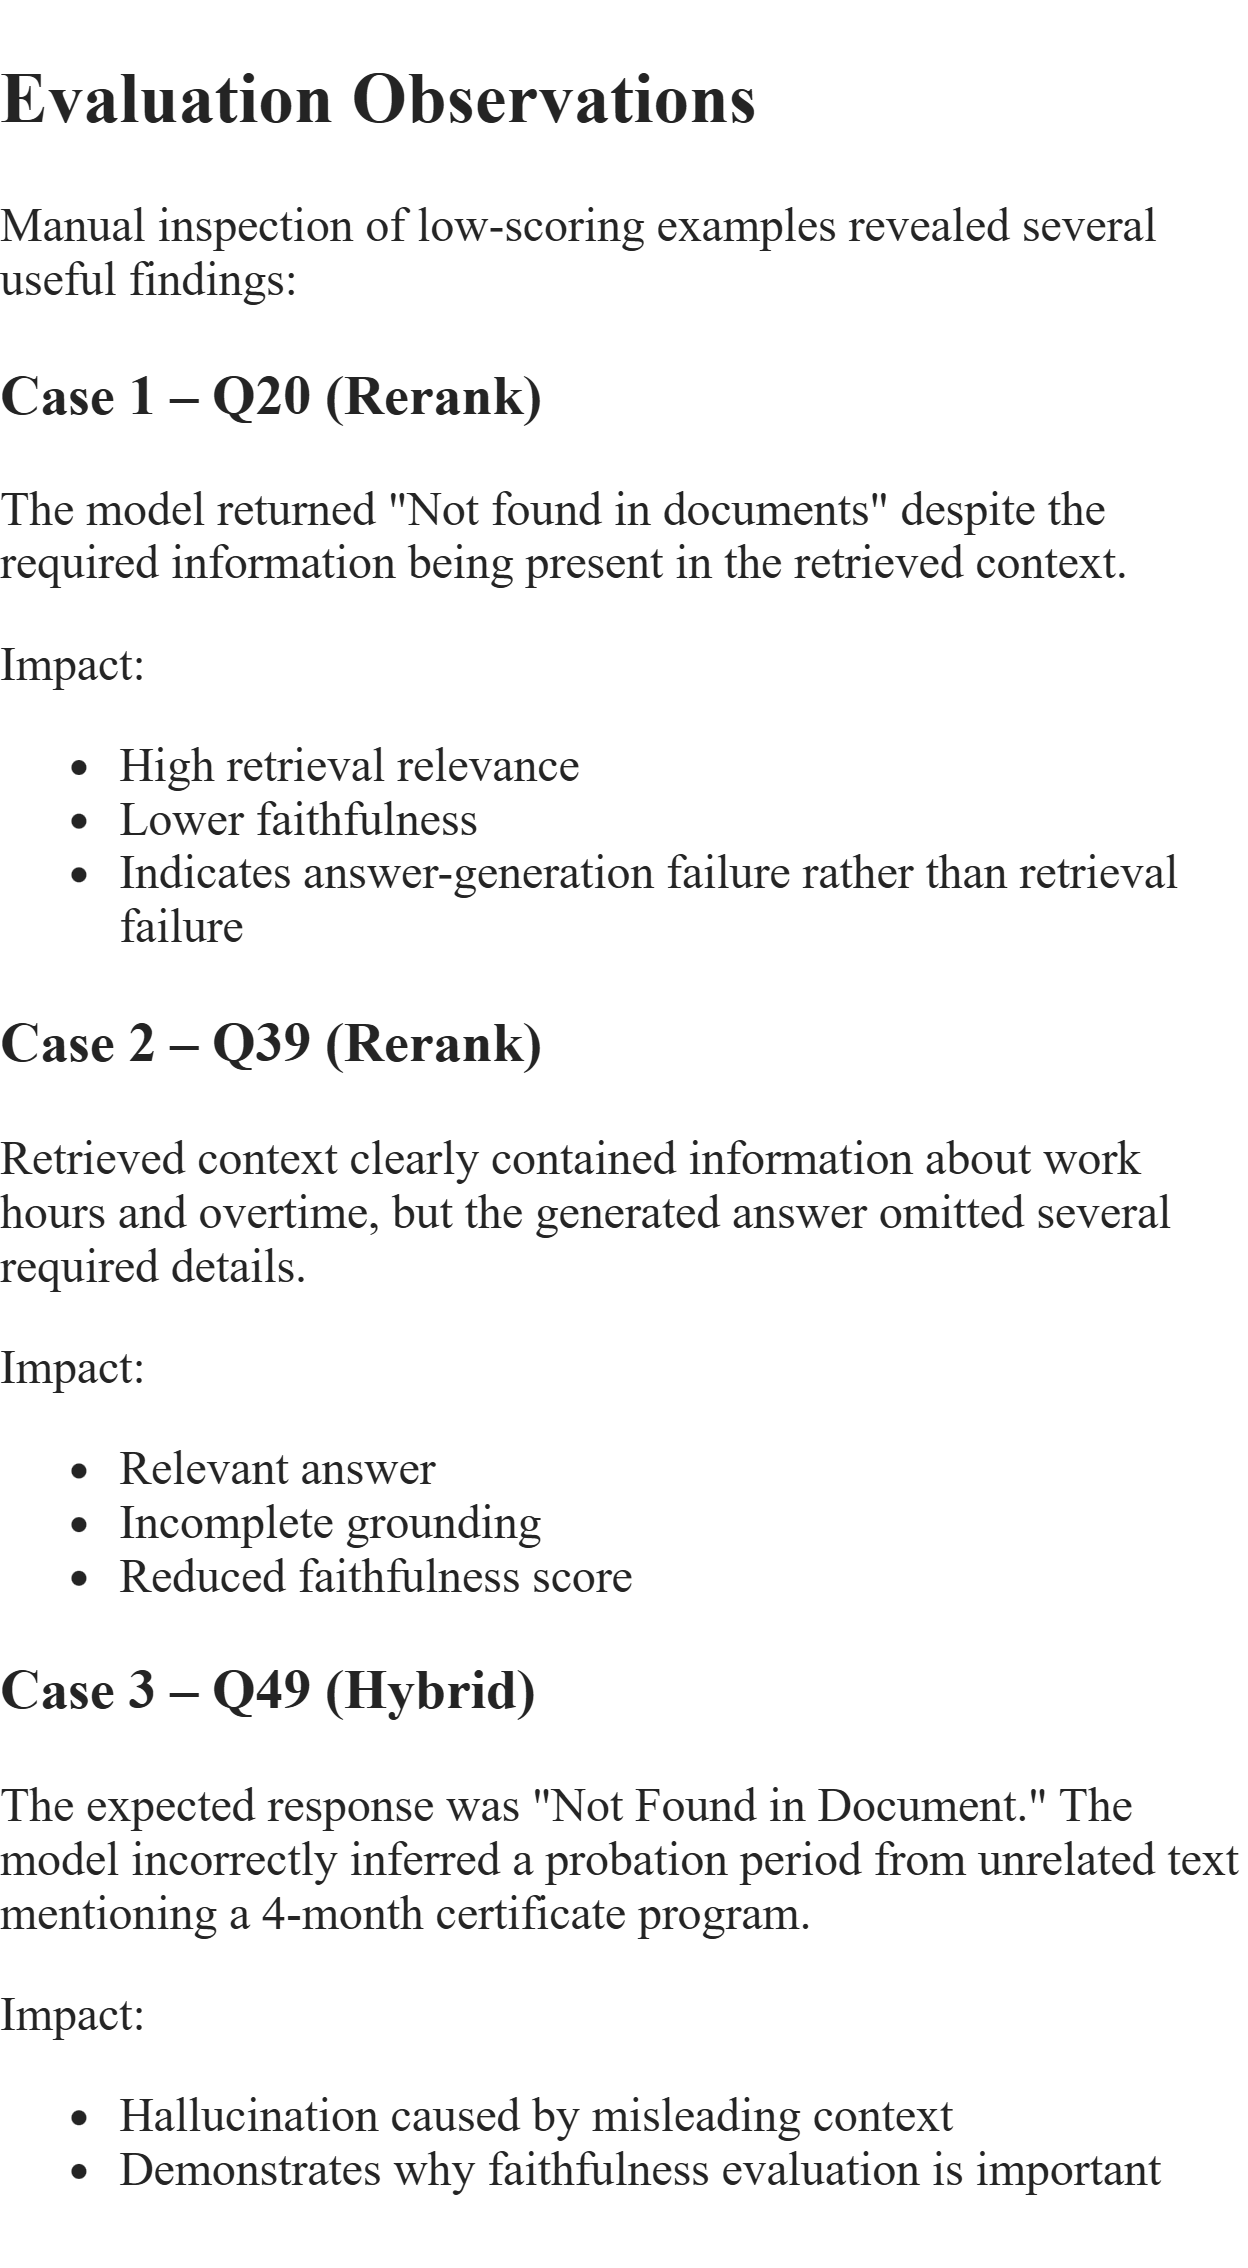 Evaluation Observations
Manual inspection of low-scoring examples revealed several
useful findings:
Case 1 – Q20 (Rerank)
The model returned "Not found in documents" despite the
required information being present in the retrieved context.
Impact:
• High retrieval relevance
• Lower faithfulness
• Indicates answer-generation failure rather than retrieval
failure
Case 2 – Q39 (Rerank)
Retrieved context clearly contained information about work
hours and overtime, but the generated answer omitted several
required details.
Impact:
• Relevant answer
• Incomplete grounding
• Reduced faithfulness score
Case 3 – Q49 (Hybrid)
The expected response was "Not Found in Document." The
model incorrectly inferred a probation period from unrelated text
mentioning a 4-month certificate program.
Impact:
• Hallucination caused by misleading context
• Demonstrates why faithfulness evaluation is important